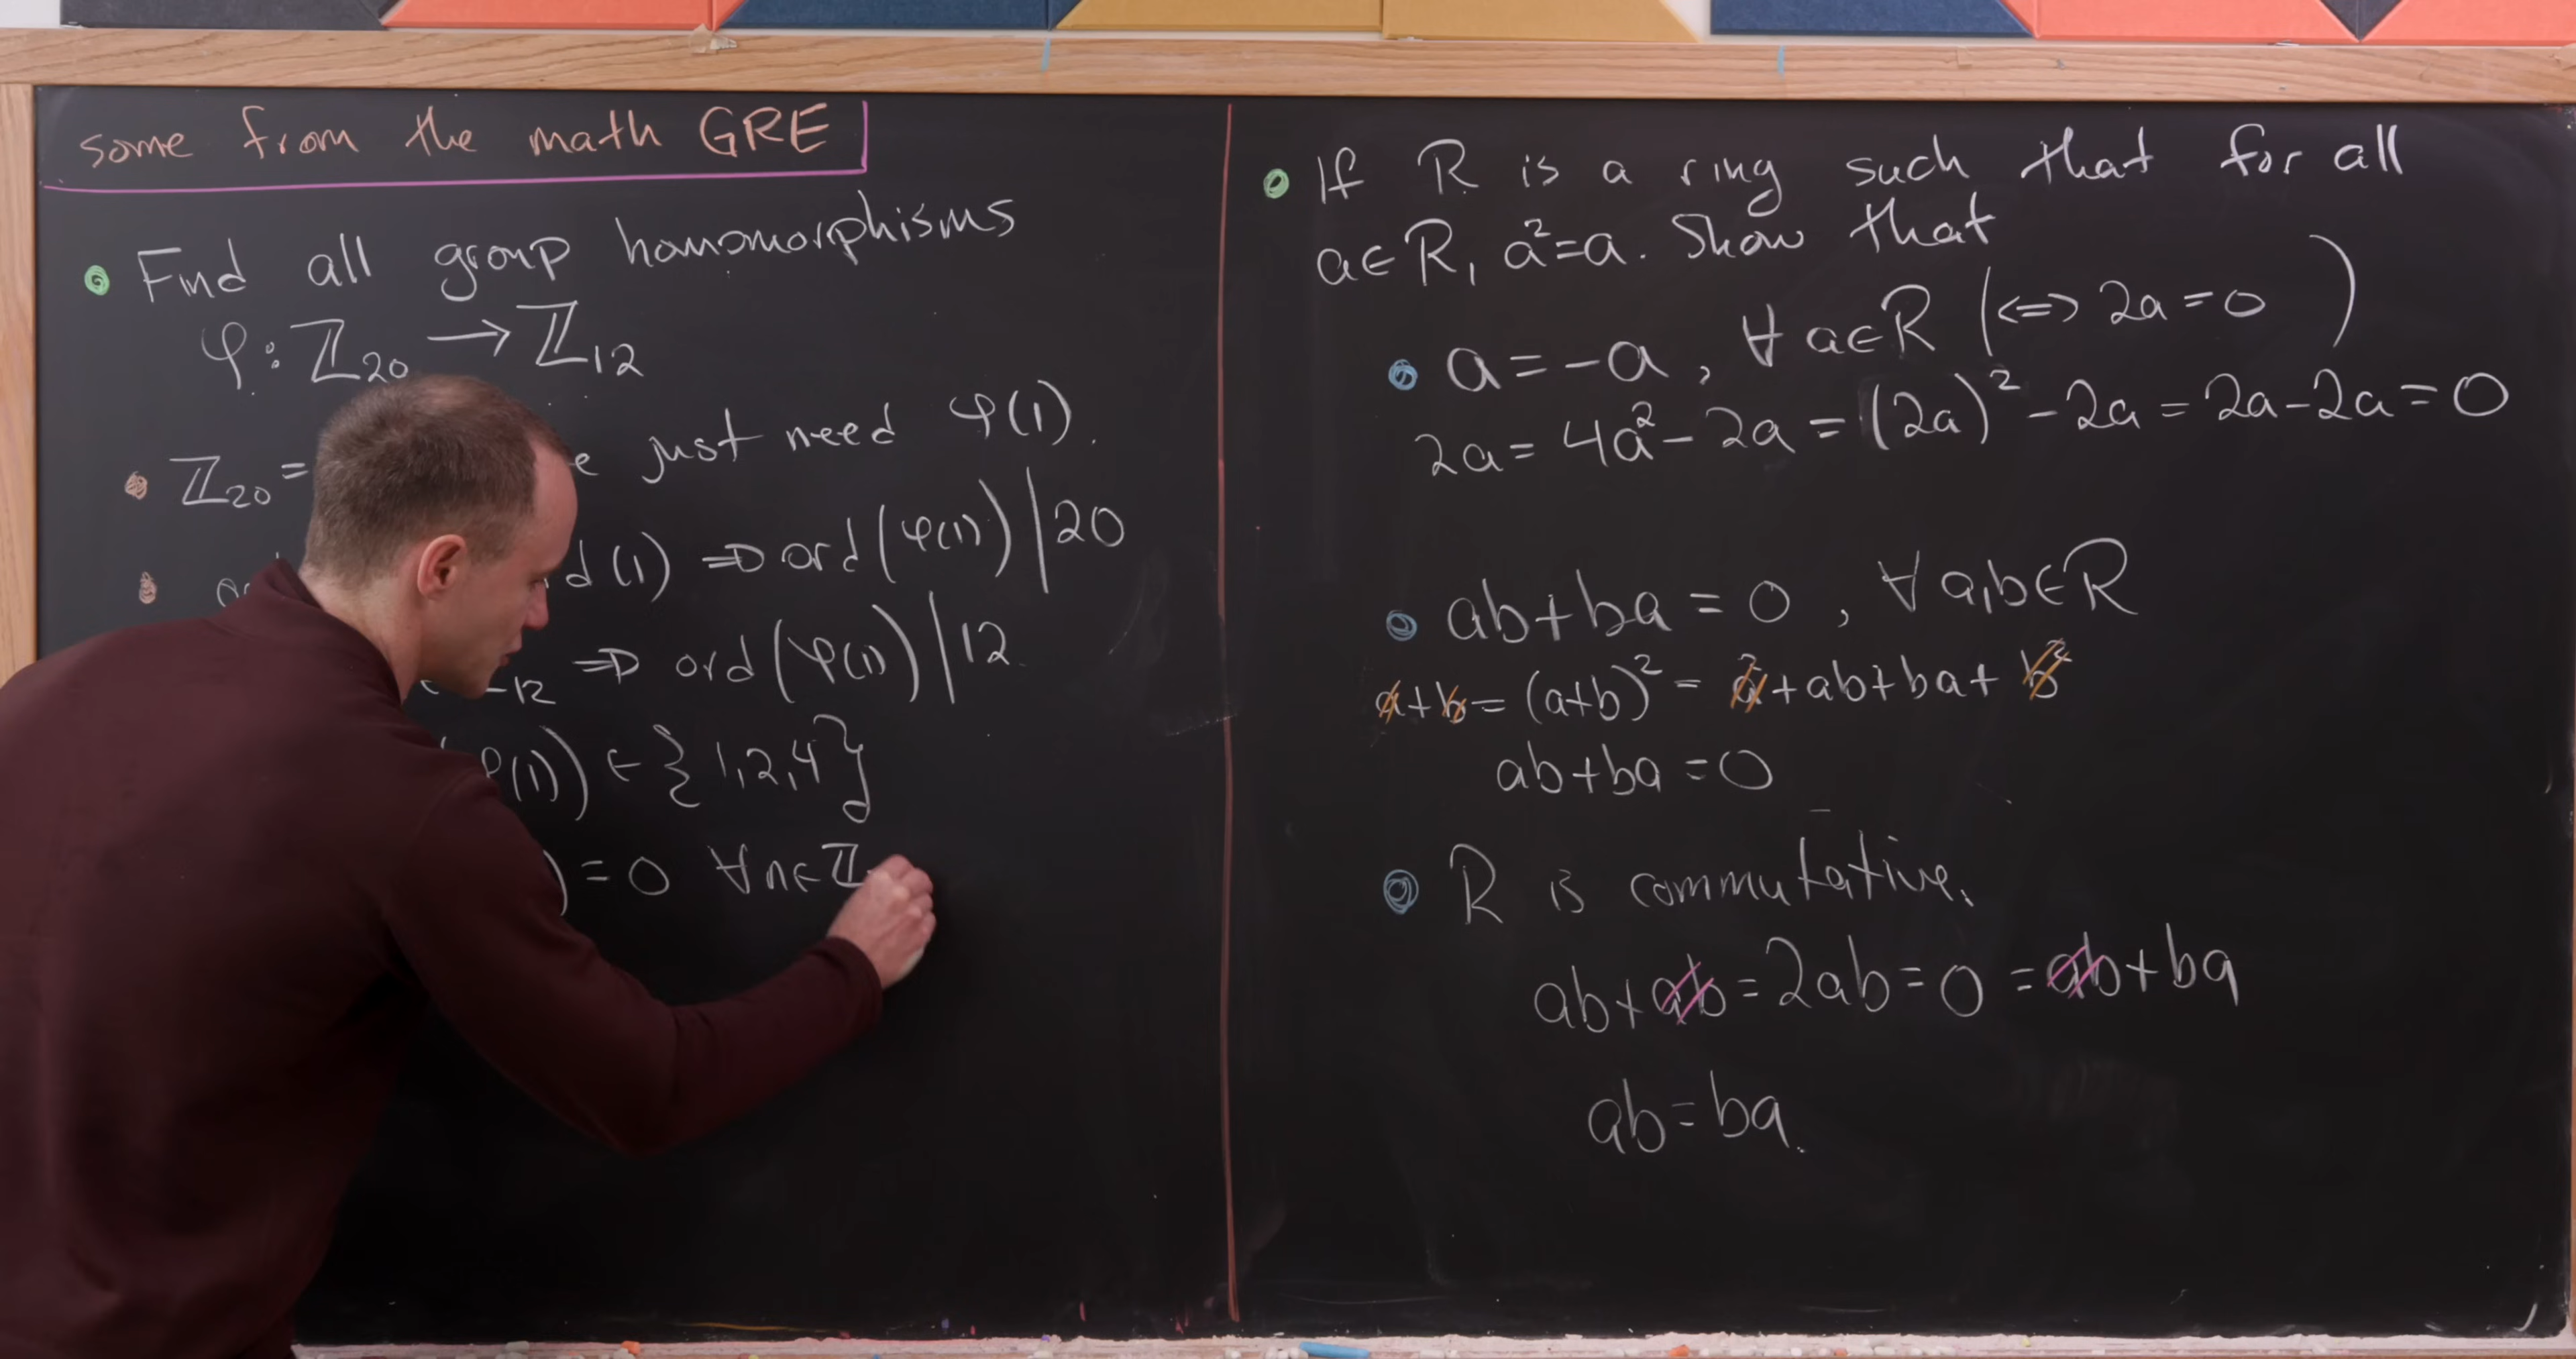 some from the math GRE
Find all group homomorphisms
φ: ℤ₂₀ → ℤ₁₂
ℤ₂₀ = just need φ(1).
(1) ⇒ ord(φ(1)) | 20
12 ⇒ ord(φ(1)) | 12
φ(1)) ∈ {1,2,4}
) = 0 ∀n∈ℤ
If R is a ring such that for all
a∈R, a²=a. Show that
a = -a, ∀a∈R (⇔ 2a = 0)
2a = 4a² - 2a = (2a)² - 2a = 2a - 2a = 0
ab+ba = 0, ∀a,b∈R
a+b = (a+b)² = a²+ab+ba+b²
ab+ba = 0
R is commutative.
ab+ab = 2ab = 0 = ab+ba
ab=ba.